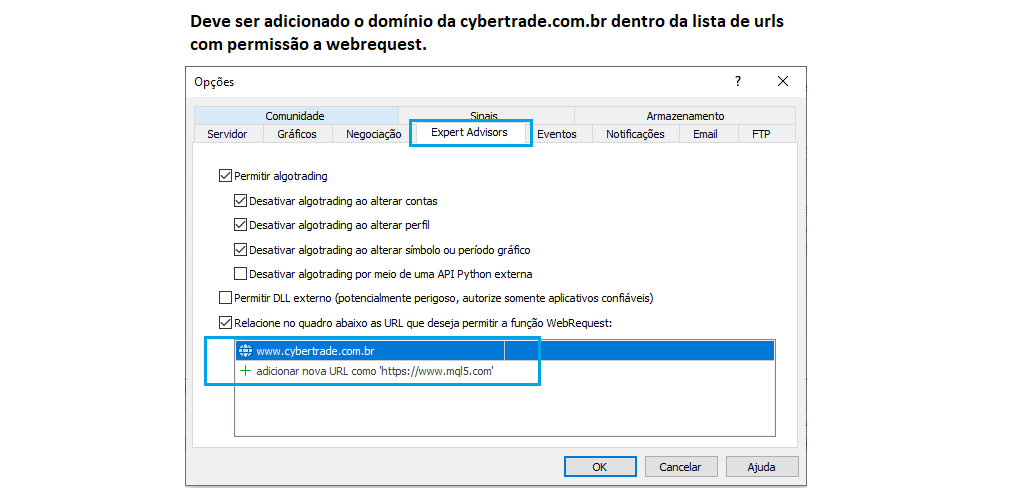 Deve ser adicionado o domínio da cybertrade.com.br dentro da lista de urls
com permissão a webrequest.
Opções
?
Comunidade
Sinais
Armazenamento
Servidor
Gráficos
Negociação
Expert Advisors
Eventos
Notificações
Email
FTP
Permitir algotrading
Desativar algotrading ao alterar contas
Desativar algotrading ao alterar perfil
Desativar algotrading ao alterar símbolo ou período gráfico
Desativar algotrading por meio de uma API Python externa
Permitir DLL externo (potencialmente perigoso, autorize somente aplicativos confiáveis)
Relacione no quadro abaixo as URL que deseja permitir a função WebRequest:
www.cybertrade.com.br
adicionar nova URL como 'https://www.mql5.com'
OK
Cancelar
Ajuda